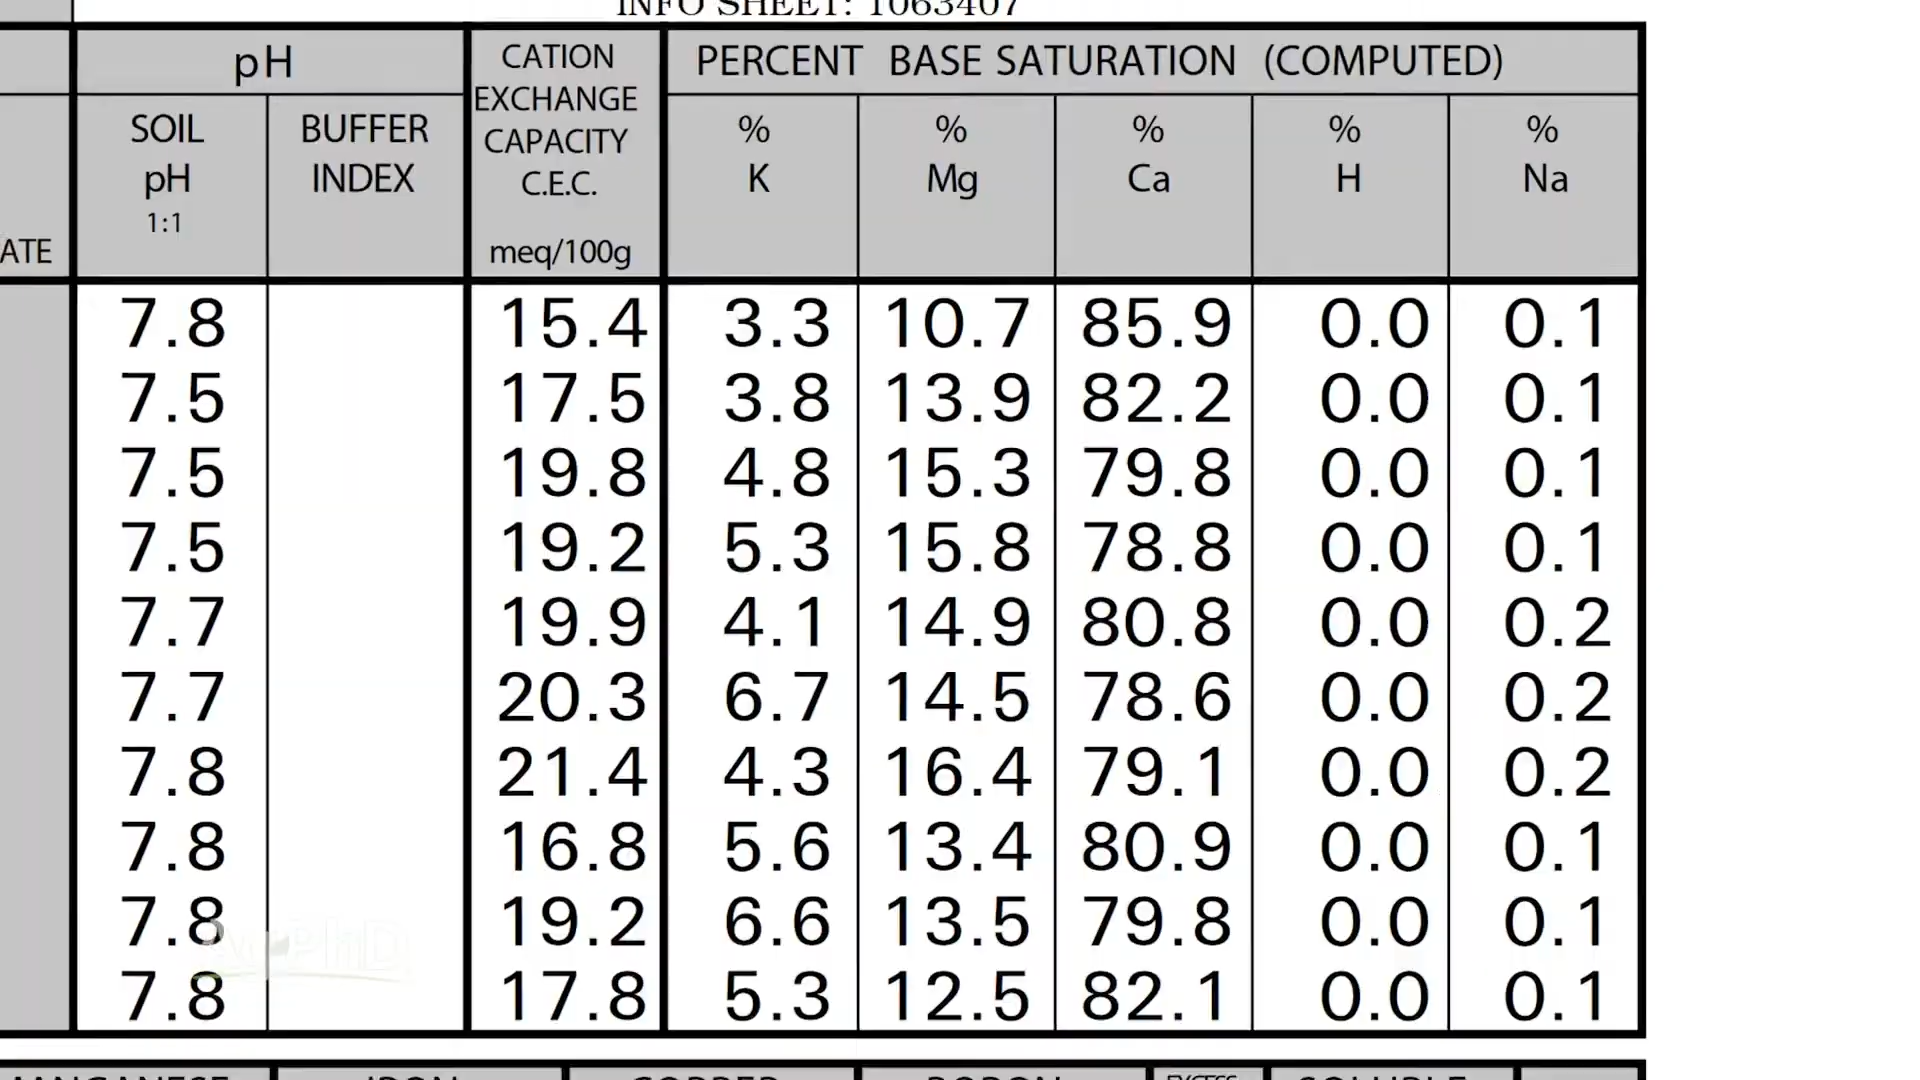 INFO SHEET: 1063407
pH
CATION EXCHANGE CAPACITY C.E.C. meq/100g
PERCENT BASE SATURATION (COMPUTED)
SOIL pH 1:1
BUFFER INDEX
% K
% Mg
% Ca
% H
% Na
ATE
7.8 15.4 3.3 10.7 85.9 0.0 0.1
7.5 17.5 3.8 13.9 82.2 0.0 0.1
7.5 19.8 4.8 15.3 79.8 0.0 0.1
7.5 19.2 5.3 15.8 78.8 0.0 0.1
7.7 19.9 4.1 14.9 80.8 0.0 0.2
7.7 20.3 6.7 14.5 78.6 0.0 0.2
7.8 21.4 4.3 16.4 79.1 0.0 0.2
7.8 16.8 5.6 13.4 80.9 0.0 0.1
7.8 19.2 6.6 13.5 79.8 0.0 0.1
7.8 17.8 5.3 12.5 82.1 0.0 0.1
AgPhD
MANGANESE IRON COPPER BORON EXCESS SOLUBLE